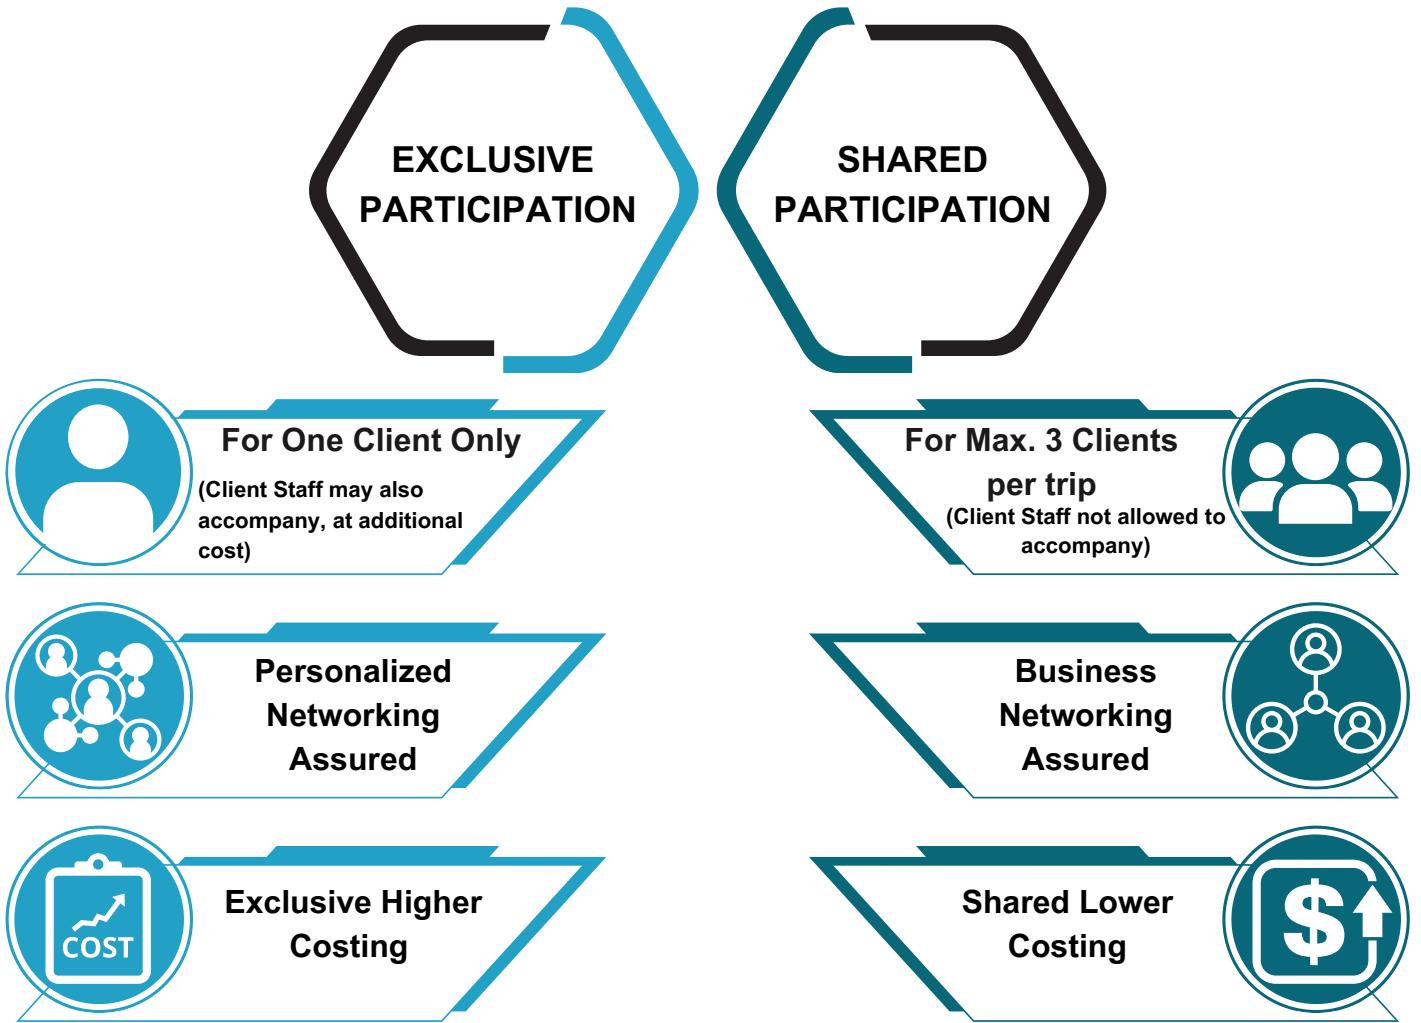 EXCLUSIVE
PARTICIPATION
SHARED
PARTICIPATION
For One Client Only
(Client Staff may also
accompany, at additional
cost)
For Max. 3 Clients
per trip
(Client Staff not allowed to
accompany)
Personalized
Networking
Assured
Business
Networking
Assured
COST
Exclusive Higher
Costing
Shared Lower
Costing
$